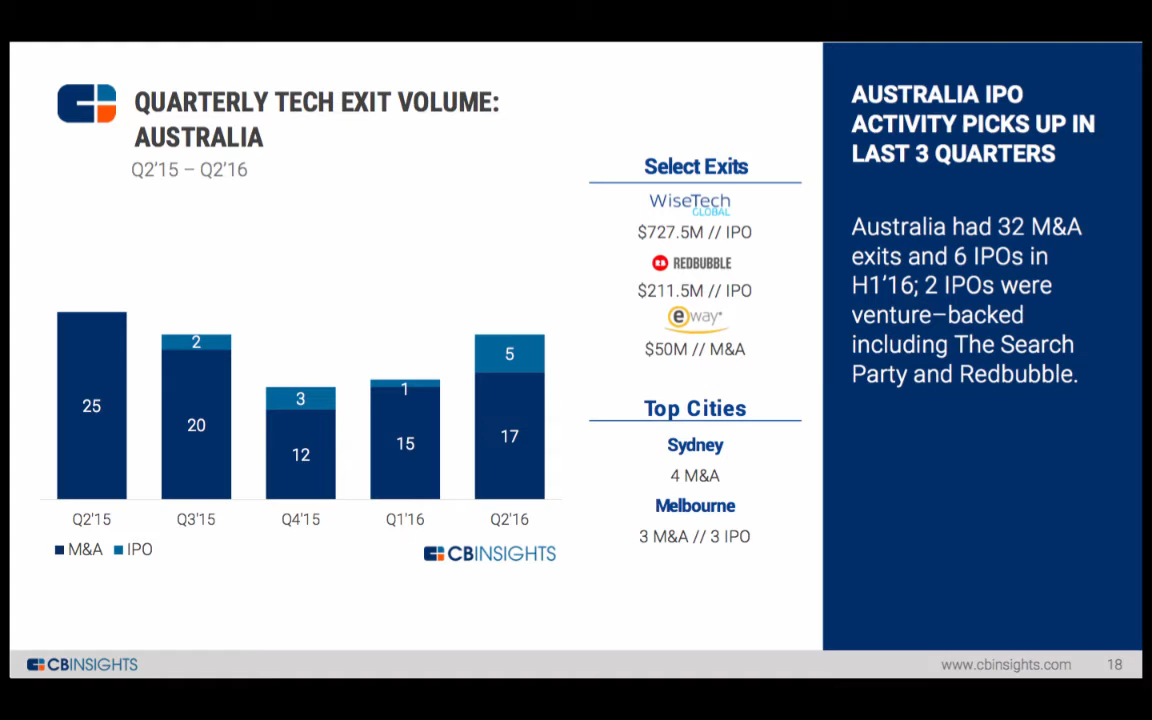 QUARTERLY TECH EXIT VOLUME:
AUSTRALIA
Q2'15 – Q2'16
25
2
20
3
12
1
15
5
17
Q2'15
Q3'15
Q4'15
Q1'16
Q2'16
M&A
IPO
CBINSIGHTS
Select Exits
WiseTech
GLOBAL
$727.5M // IPO
RB REDBUBBLE
$211.5M // IPO
eway
$50M // M&A
Top Cities
Sydney
4 M&A
Melbourne
3 M&A // 3 IPO
AUSTRALIA IPO
ACTIVITY PICKS UP IN
LAST 3 QUARTERS
Australia had 32 M&A
exits and 6 IPOs in
H1'16; 2 IPOs were
venture–backed
including The Search
Party and Redbubble.
CBINSIGHTS
www.cbinsights.com
18